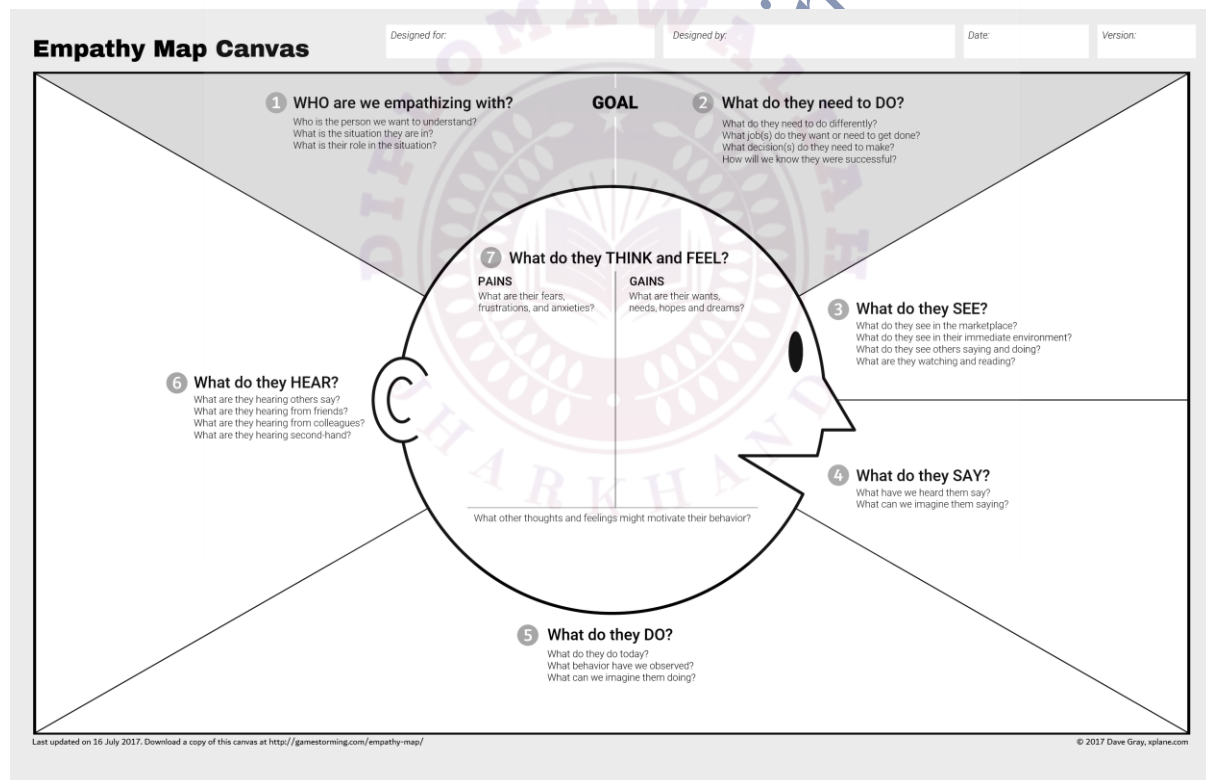 Empathy Map Canvas
Designed for:
Designed by:
Date:
Version:
1 WHO are we empathizing with?
Who is the person we want to understand?
What is the situation they are in?
What is their role in the situation?
GOAL
2 What do they need to DO?
What do they need to do differently?
What job(s) do they want or need to get done?
What decision(s) do they need to make?
How will we know they were successful?
3 What do they SEE?
What do they see in the marketplace?
What do they see in their immediate environment?
What do they see others saying and doing?
What are they watching and reading?
4 What do they SAY?
What have we heard them say?
What can we imagine them saying?
5 What do they DO?
What do they do today?
What behavior have we observed?
What can we imagine them doing?
6 What do they HEAR?
What are they hearing others say?
What are they hearing from friends?
What are they hearing from colleagues?
What are they hearing second-hand?
7 What do they THINK and FEEL?
PAINS
What are their fears,
frustrations, and anxieties?
GAINS
What are their wants,
needs, hopes and dreams?
What other thoughts and feelings might motivate their behavior?
Last updated on 16 July 2017. Download a copy of this canvas at http://gamestorming.com/empathy-map/
© 2017 Dave Gray, xplane.com
DIPLOMAWALLAH
JHARKHAND